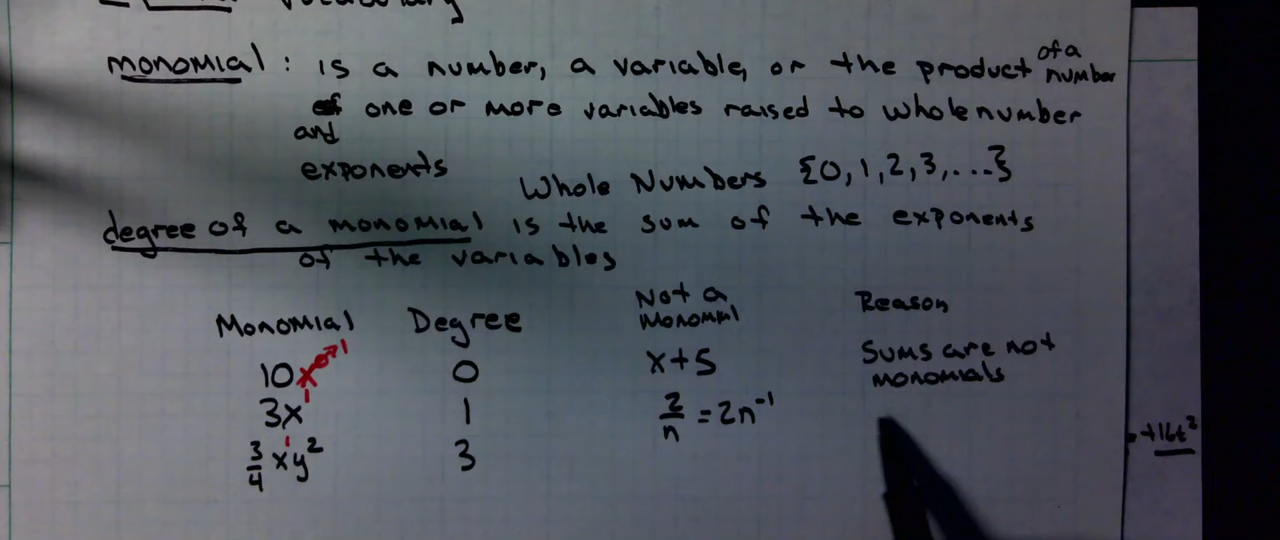 Vocabulary
monomial: is a number, a variable, or the product of a number
and one or more variables raised to whole number
exponents
Whole Numbers {0, 1, 2, 3, ...}
degree of a monomial is the sum of the exponents
of the variables
Monomial Degree Not a Monomial Reason
10x⁰→1 0 x+5 Sums are not
monomials
3x¹ 1 2/n = 2n⁻¹
3/4 x¹y² 3
+16t²